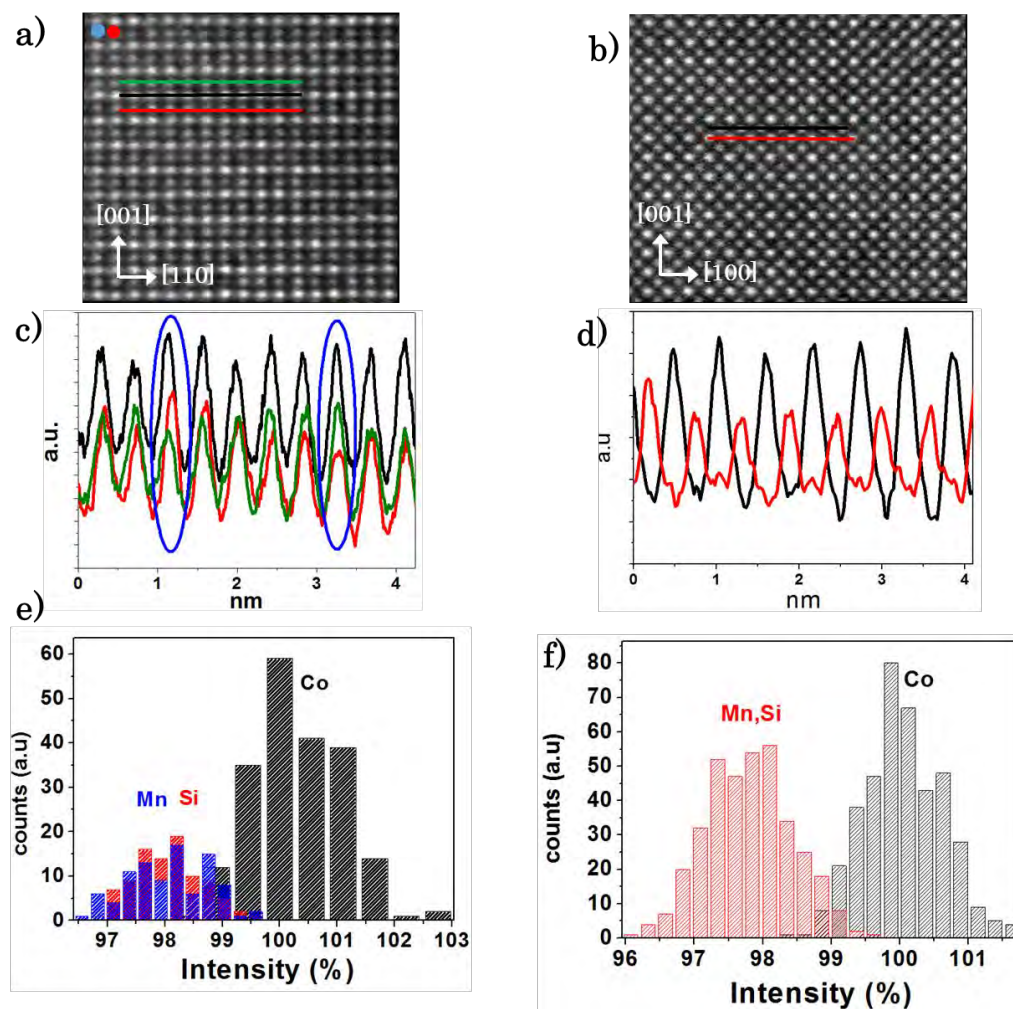 a)
b)
[001]
[110]
[001]
[100]
c)
a.u.
0 1 2 3 4
nm
d)
a.u
0 1 2 3 4
nm
e)
counts (a.u)
60
50
40
30
20
10
0
Mn Si
Co
97 98 99 100 101 102 103
Intensity (%)
f)
counts (a.u)
80
70
60
50
40
30
20
10
0
Mn,Si
Co
96 97 98 99 100 101
Intensity (%)